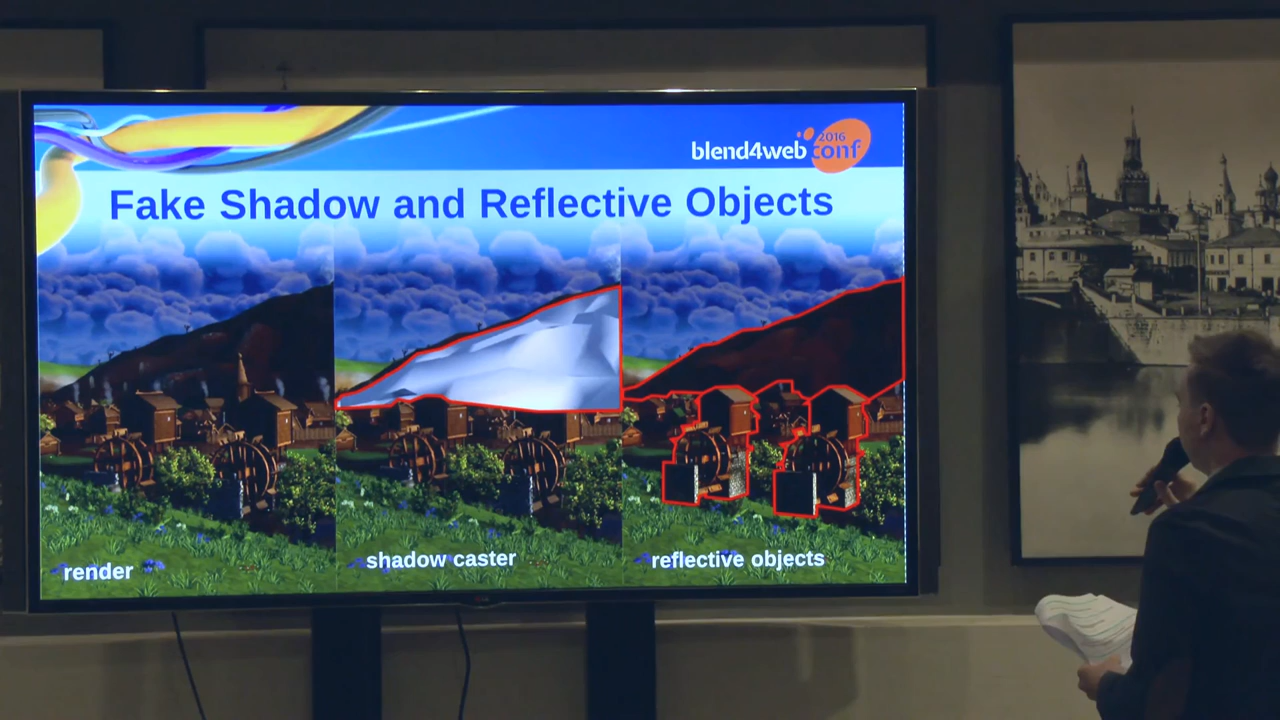 blend4web 2016 conf
Fake Shadow and Reflective Objects
render
shadow caster
reflective objects